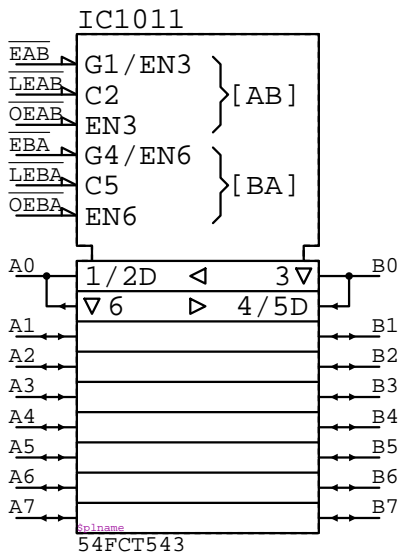 IC1011
EAB G1/EN3
LEAB C2 [AB]
OEAB EN3
EBA G4/EN6
LEBA C5 [BA]
OEBA EN6
A0 1/2D ◁ 3 ▽ B0
▽ 6 ▷ 4/5D
A1 B1
A2 B2
A3 B3
A4 B4
A5 B5
A6 B6
A7 B7
$plname
54FCT543